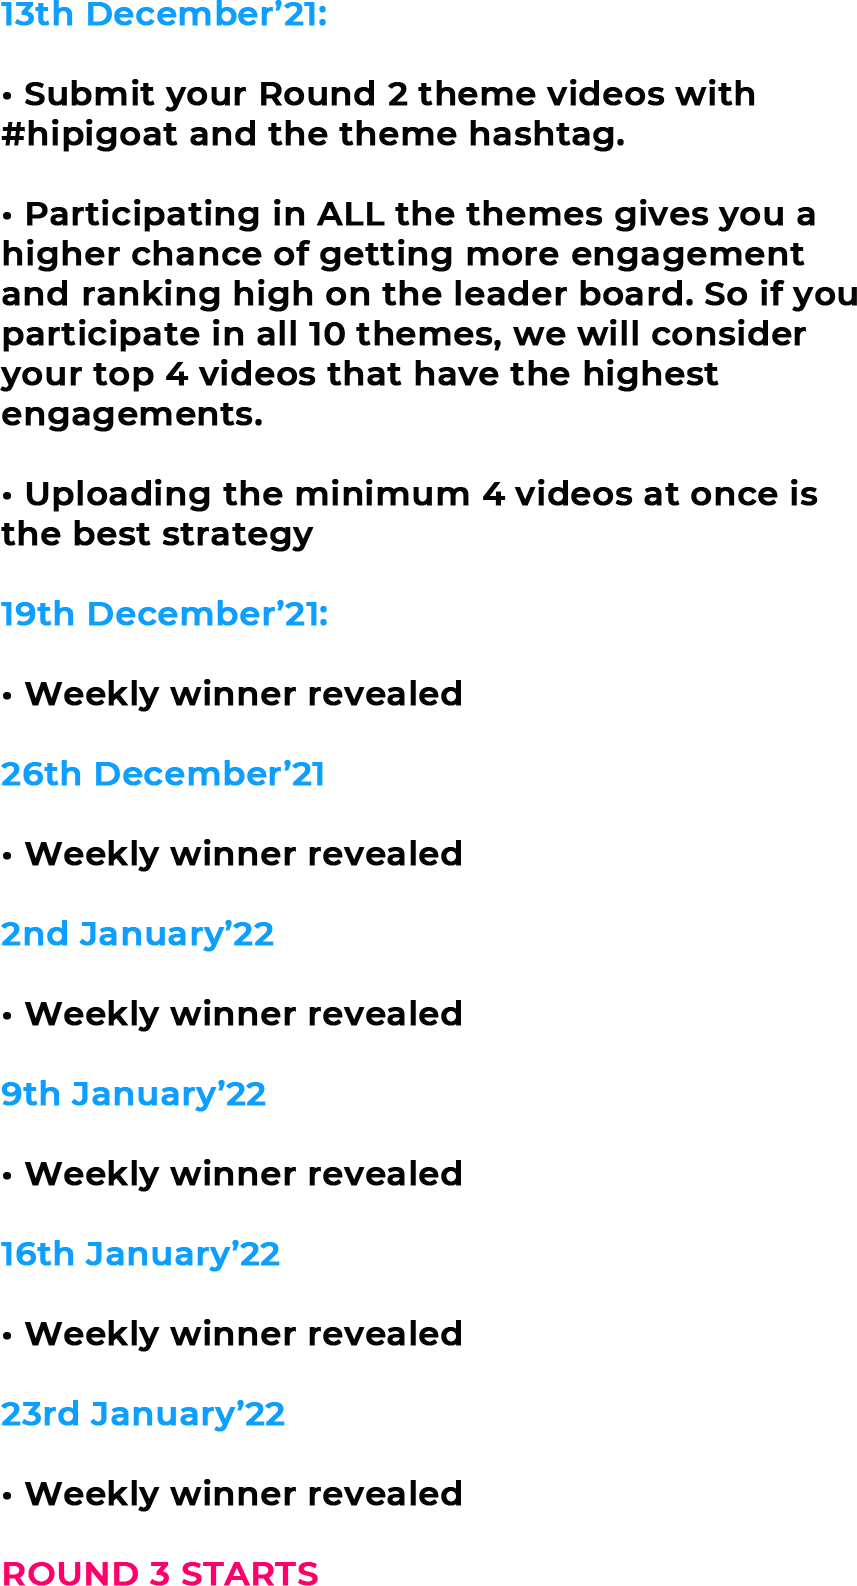 13th December’21:
• Submit your Round 2 theme videos with
#hipigoat and the theme hashtag.
• Participating in ALL the themes gives you a
higher chance of getting more engagement
and ranking high on the leader board. So if you
participate in all 10 themes, we will consider
your top 4 videos that have the highest
engagements.
• Uploading the minimum 4 videos at once is
the best strategy
19th December’21:
• Weekly winner revealed
26th December’21
• Weekly winner revealed
2nd January’22
• Weekly winner revealed
9th January’22
• Weekly winner revealed
16th January’22
• Weekly winner revealed
23rd January’22
• Weekly winner revealed
ROUND 3 STARTS